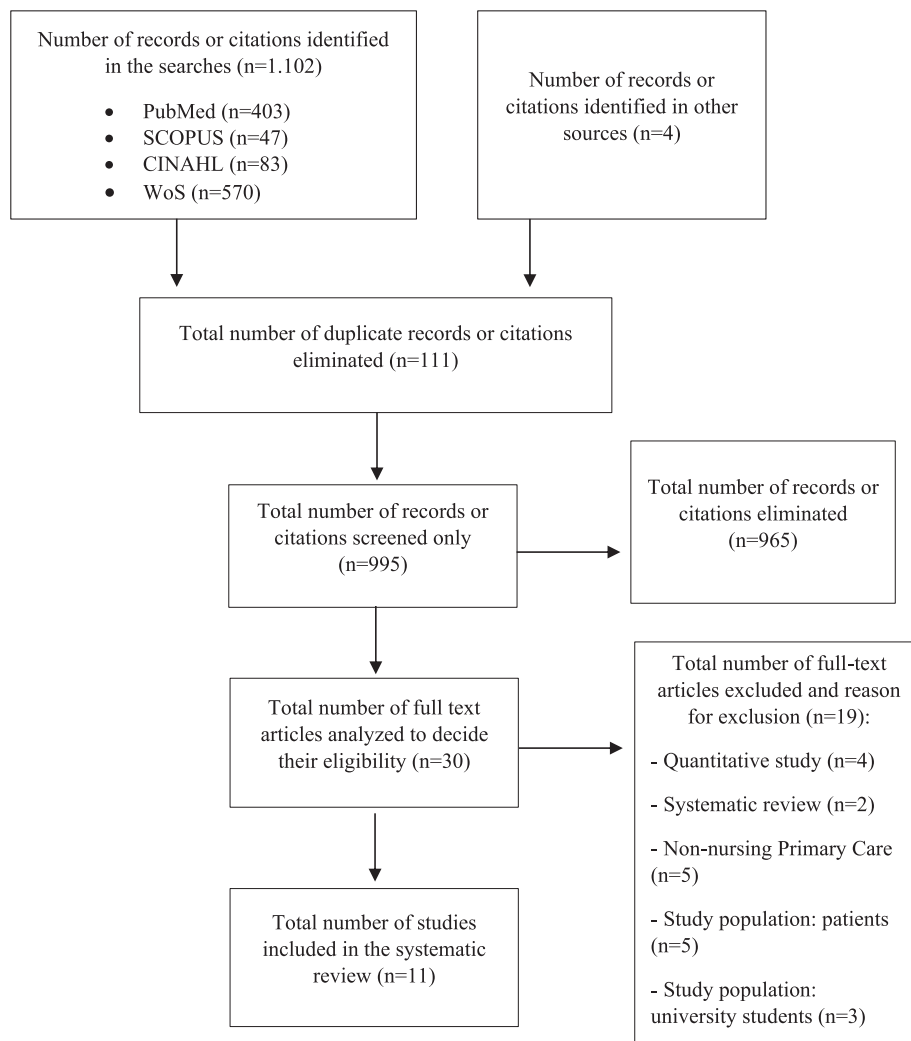 Number of records or citations identified
in the searches (n=1.102)
• PubMed (n=403)
• SCOPUS (n=47)
• CINAHL (n=83)
• WoS (n=570)
Number of records or
citations identified in other
sources (n=4)
Total number of duplicate records or citations
eliminated (n=111)
Total number of records or
citations screened only
(n=995)
Total number of records or
citations eliminated
(n=965)
Total number of full text
articles analyzed to decide
their eligibility (n=30)
Total number of full-text
articles excluded and reason
for exclusion (n=19):
- Quantitative study (n=4)
- Systematic review (n=2)
- Non-nursing Primary Care
(n=5)
- Study population: patients
(n=5)
- Study population:
university students (n=3)
Total number of studies
included in the systematic
review (n=11)